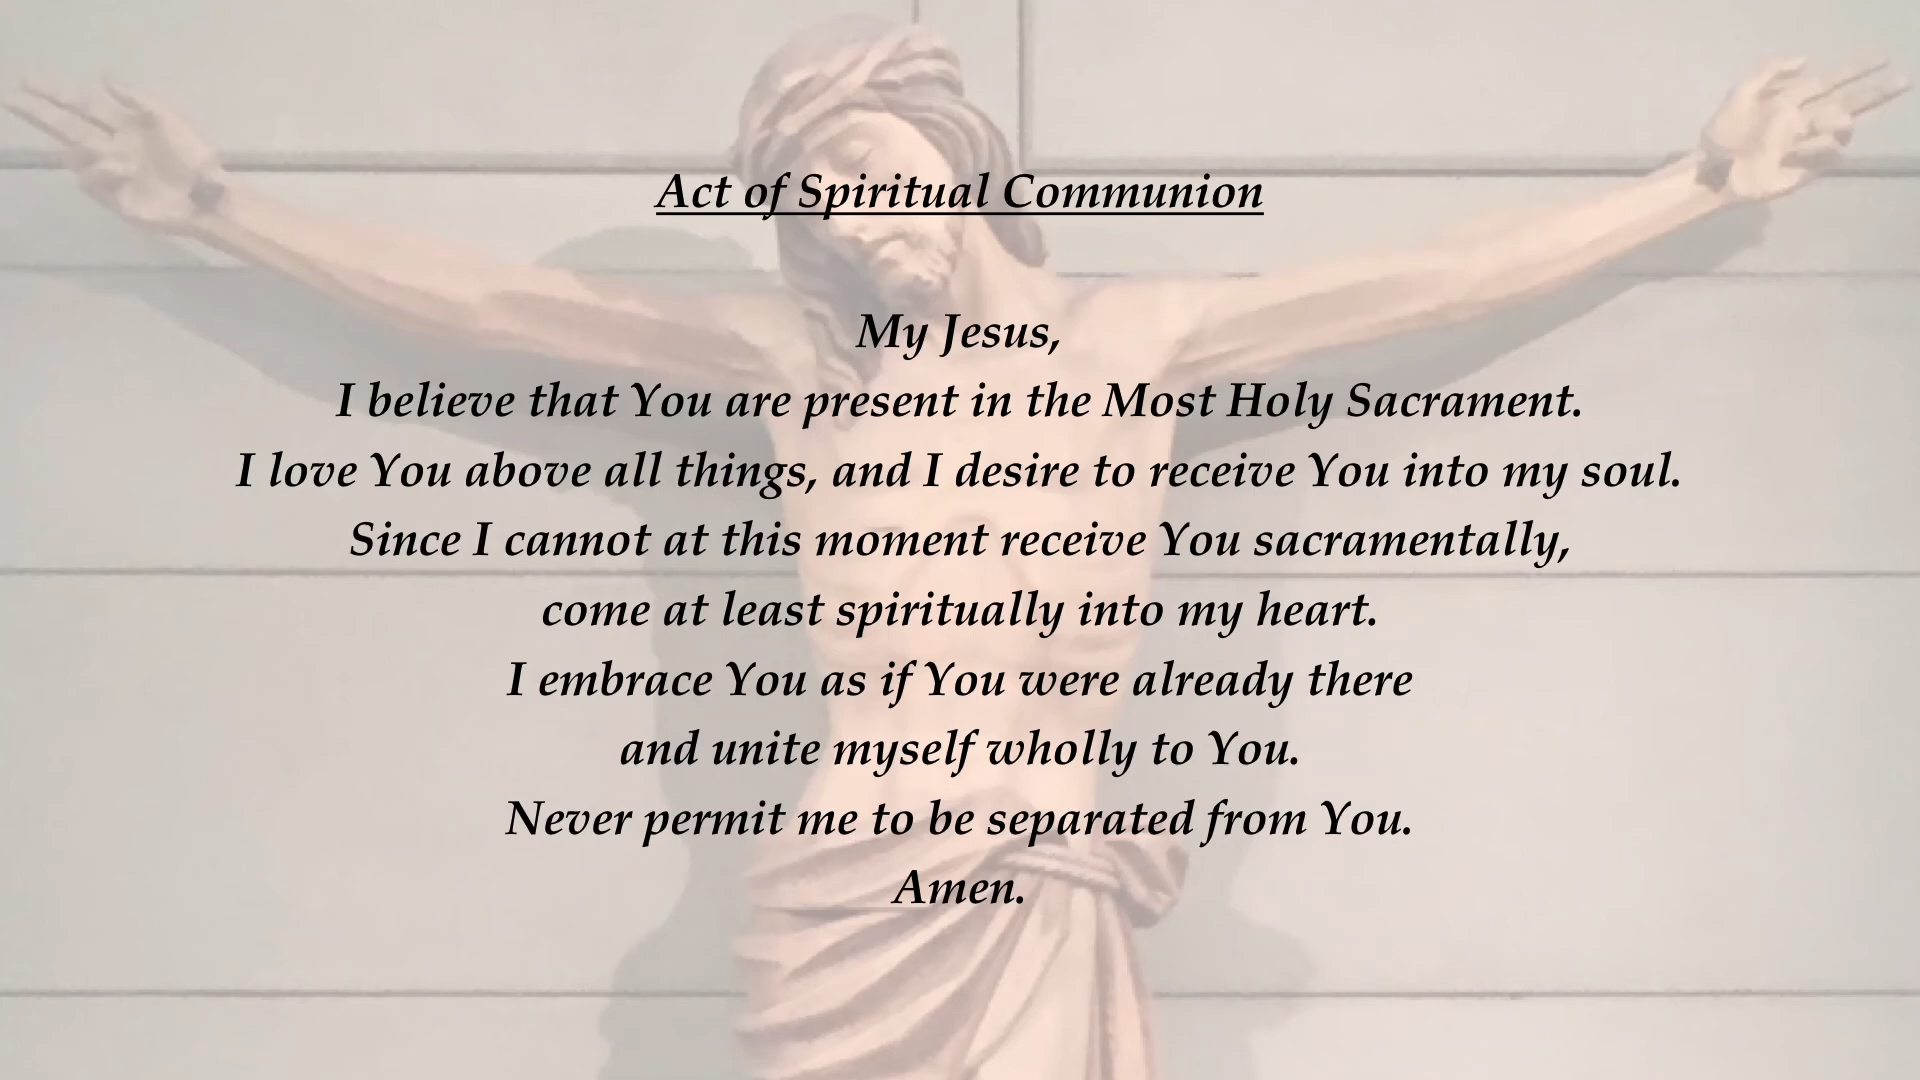 Act of Spiritual Communion
My Jesus,
I believe that You are present in the Most Holy Sacrament.
I love You above all things, and I desire to receive You into my soul.
Since I cannot at this moment receive You sacramentally,
come at least spiritually into my heart.
I embrace You as if You were already there
and unite myself wholly to You.
Never permit me to be separated from You.
Amen.